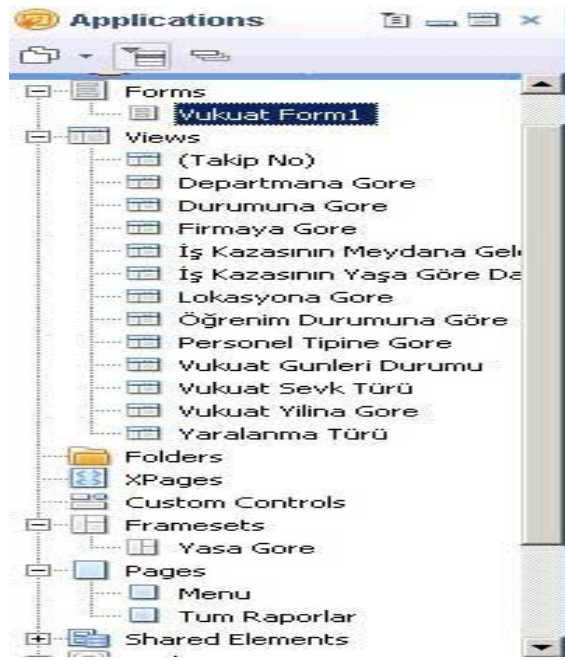 Applications
Forms
Vukuat Form1
Views
(Takip No)
Departmana Gore
Durumuna Gore
Firmaya Gore
İş Kazasının Meydana Gel
İş Kazasının Yaşa Göre Da
Lokasyona Gore
Öğrenim Durumuna Göre
Personel Tipine Gore
Vukuat Gunleri Durumu
Vukuat Sevk Türü
Vukuat Yilina Gore
Yaralanma Türü
Folders
XPages
Custom Controls
Framesets
Yasa Gore
Pages
Menu
Tum Raporlar
Shared Elements